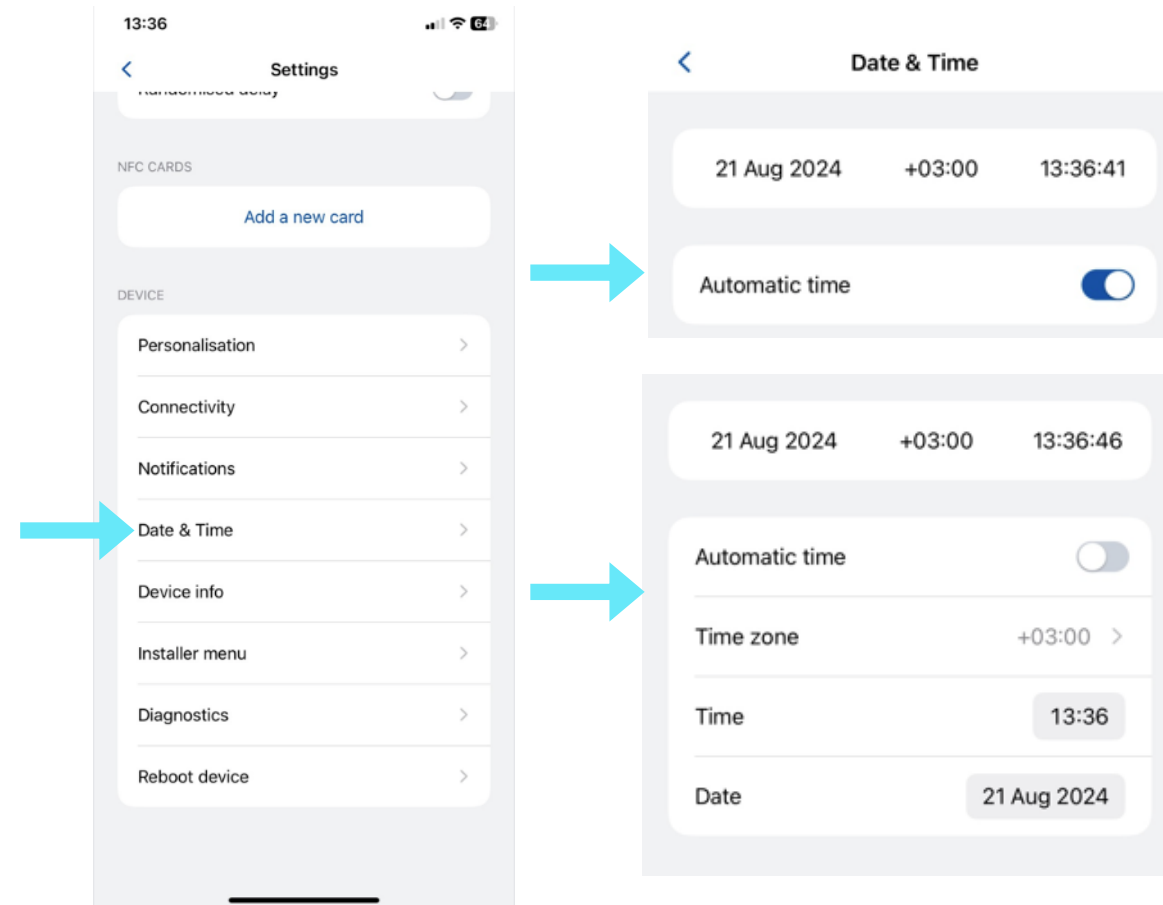 13:36
64
Settings
Randomised delay
NFC CARDS
Add a new card
DEVICE
Personalisation
Connectivity
Notifications
Date & Time
Device info
Installer menu
Diagnostics
Reboot device
Date & Time
21 Aug 2024 +03:00 13:36:41
Automatic time
21 Aug 2024 +03:00 13:36:46
Automatic time
Time zone +03:00
Time 13:36
Date 21 Aug 2024